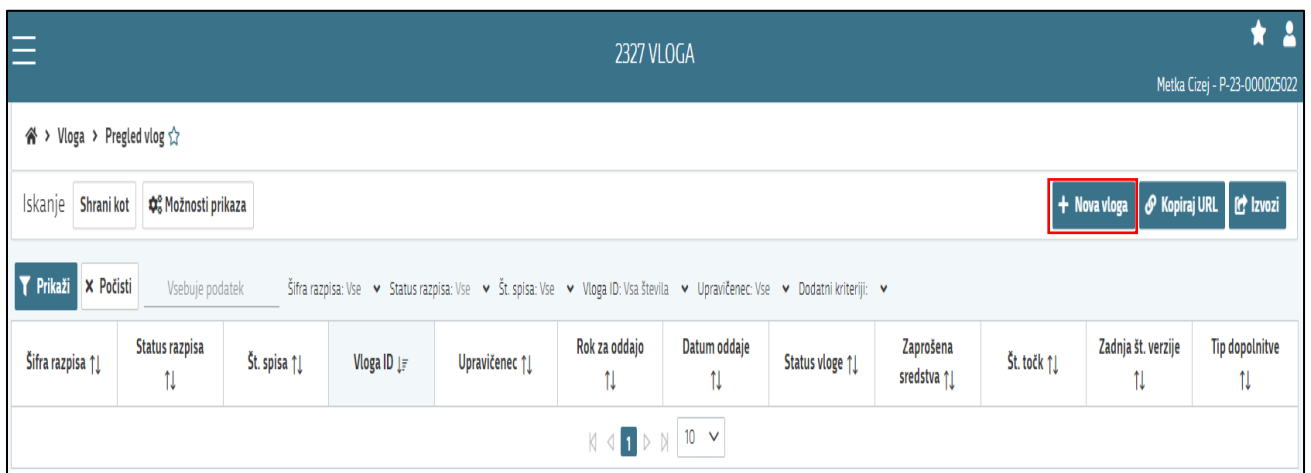 2327 VLOGA
Metka Cizej - P-23-000025022
> Vloga > Pregled vlog
Iskanje Shrani kot Možnosti prikaza + Nova vloga Kopiraj URL Izvozi
Prikaži × Počisti Vsebuje podatek Šifra razpisa: Vse Status razpisa: Vse Št. spisa: Vse Vloga ID: Vsa števila Upravičenec: Vse Dodatni kriteriji:
Šifra razpisa Status razpisa Št. spisa Vloga ID Upravičenec Rok za oddajo Datum oddaje Status vloge Zaprošena sredstva Št. točk Zadnja št. verzije Tip dopolnitve
1 10